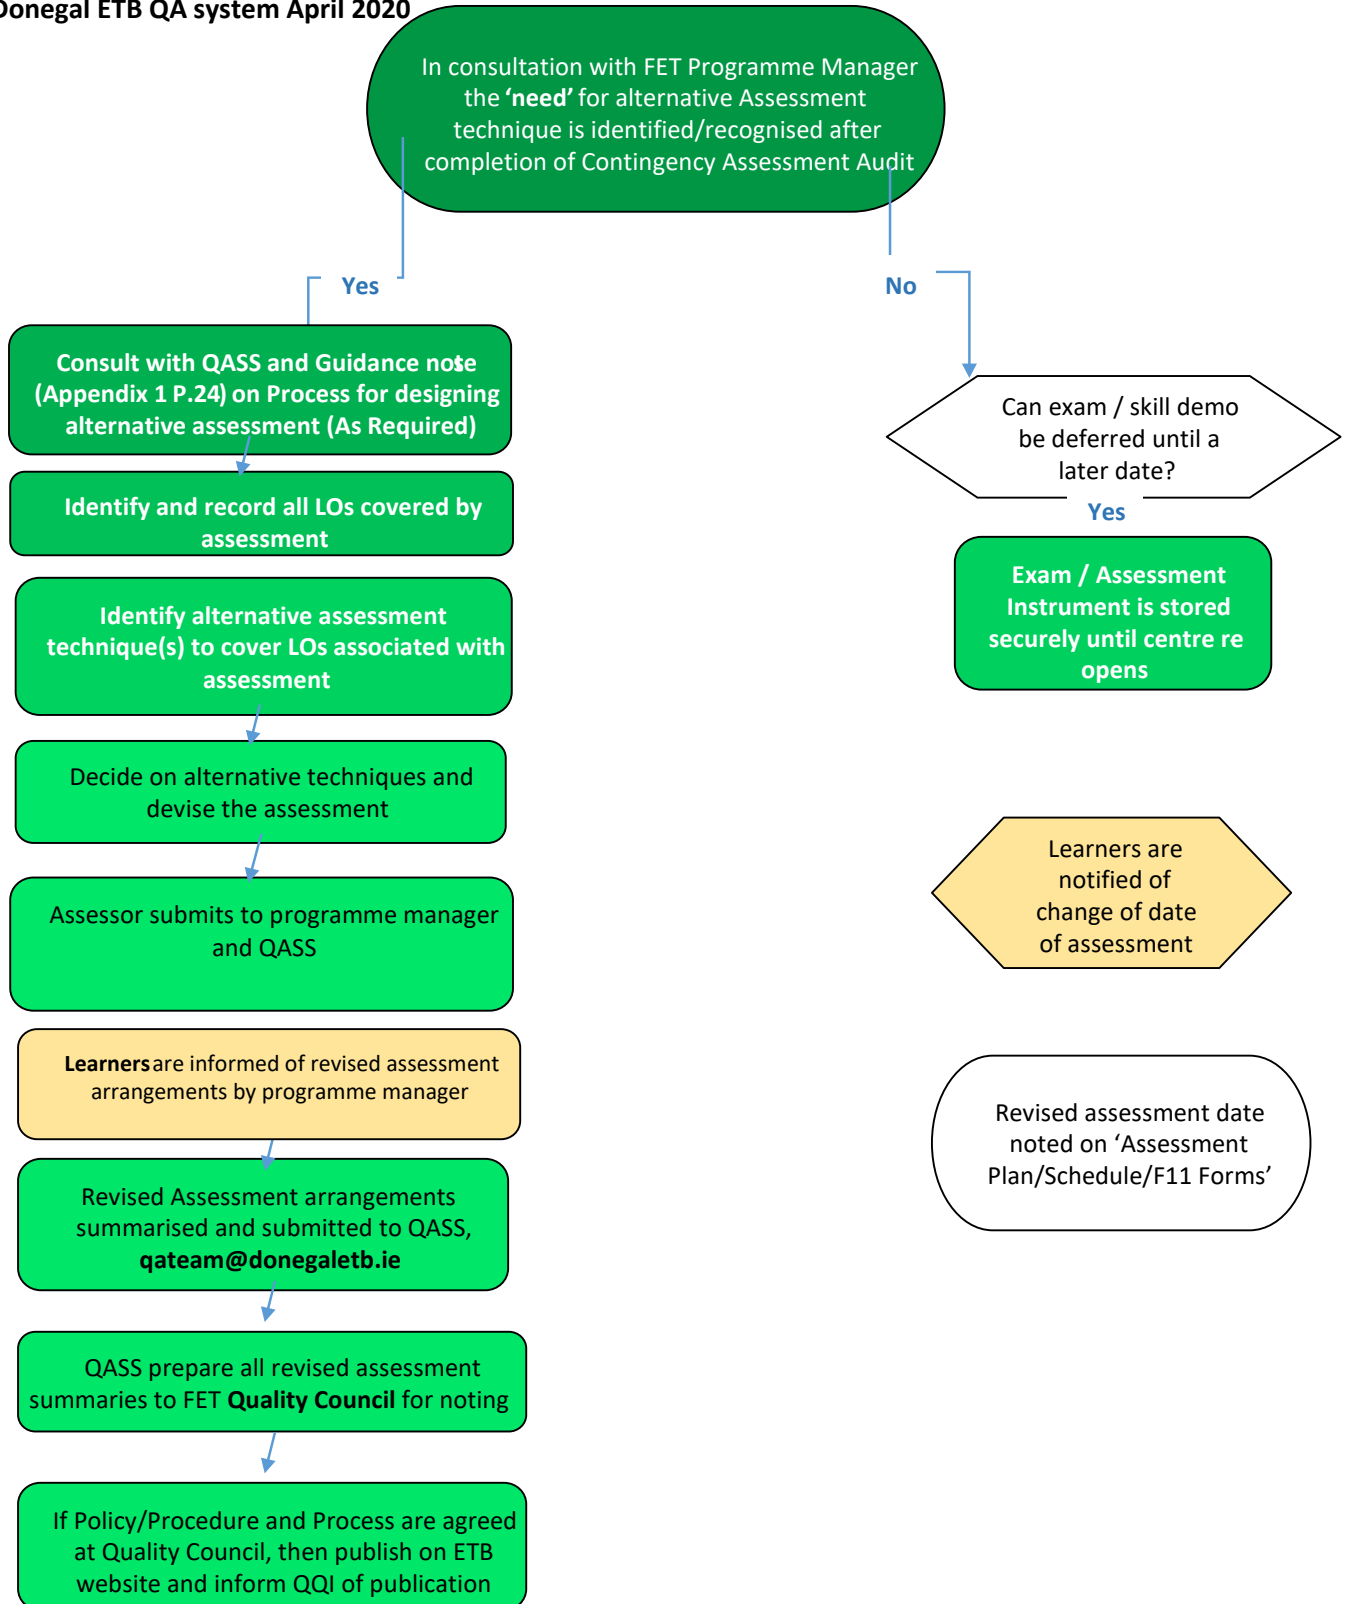 Donegal ETB QA system April 2020
In consultation with FET Programme Manager
the ‘need’ for alternative Assessment
technique is identified/recognised after
completion of Contingency Assessment Audit
Yes
No
Consult with QASS and Guidance notse
(Appendix 1 P.24) on Process for designing
alternative assessment (As Required)
Identify and record all LOs covered by
assessment
Identify alternative assessment
technique(s) to cover LOs associated with
assessment
Decide on alternative techniques and
devise the assessment
Assessor submits to programme manager
and QASS
Learners are informed of revised assessment
arrangements by programme manager
Revised Assessment arrangements
summarised and submitted to QASS,
qateam@donegaletb.ie
QASS prepare all revised assessment
summaries to FET Quality Council for noting
If Policy/Procedure and Process are agreed
at Quality Council, then publish on ETB
website and inform QQI of publication
Can exam / skill demo
be deferred until a
later date?
Yes
Exam / Assessment
Instrument is stored
securely until centre re
opens
Learners are
notified of
change of date
of assessment
Revised assessment date
noted on ‘Assessment
Plan/Schedule/F11 Forms’